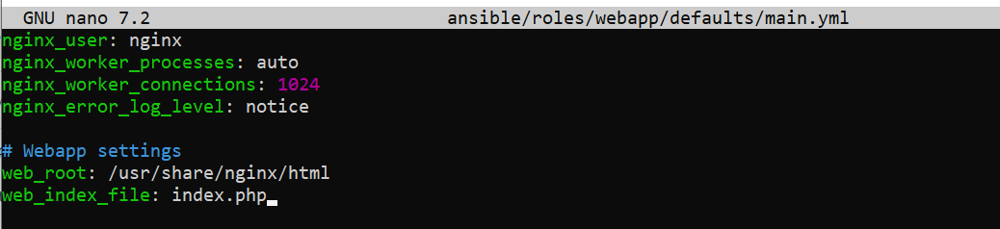 GNU nano 7.2 ansible/roles/webapp/defaults/main.yml
nginx_user: nginx
nginx_worker_processes: auto
nginx_worker_connections: 1024
nginx_error_log_level: notice
# Webapp settings
web_root: /usr/share/nginx/html
web_index_file: index.php